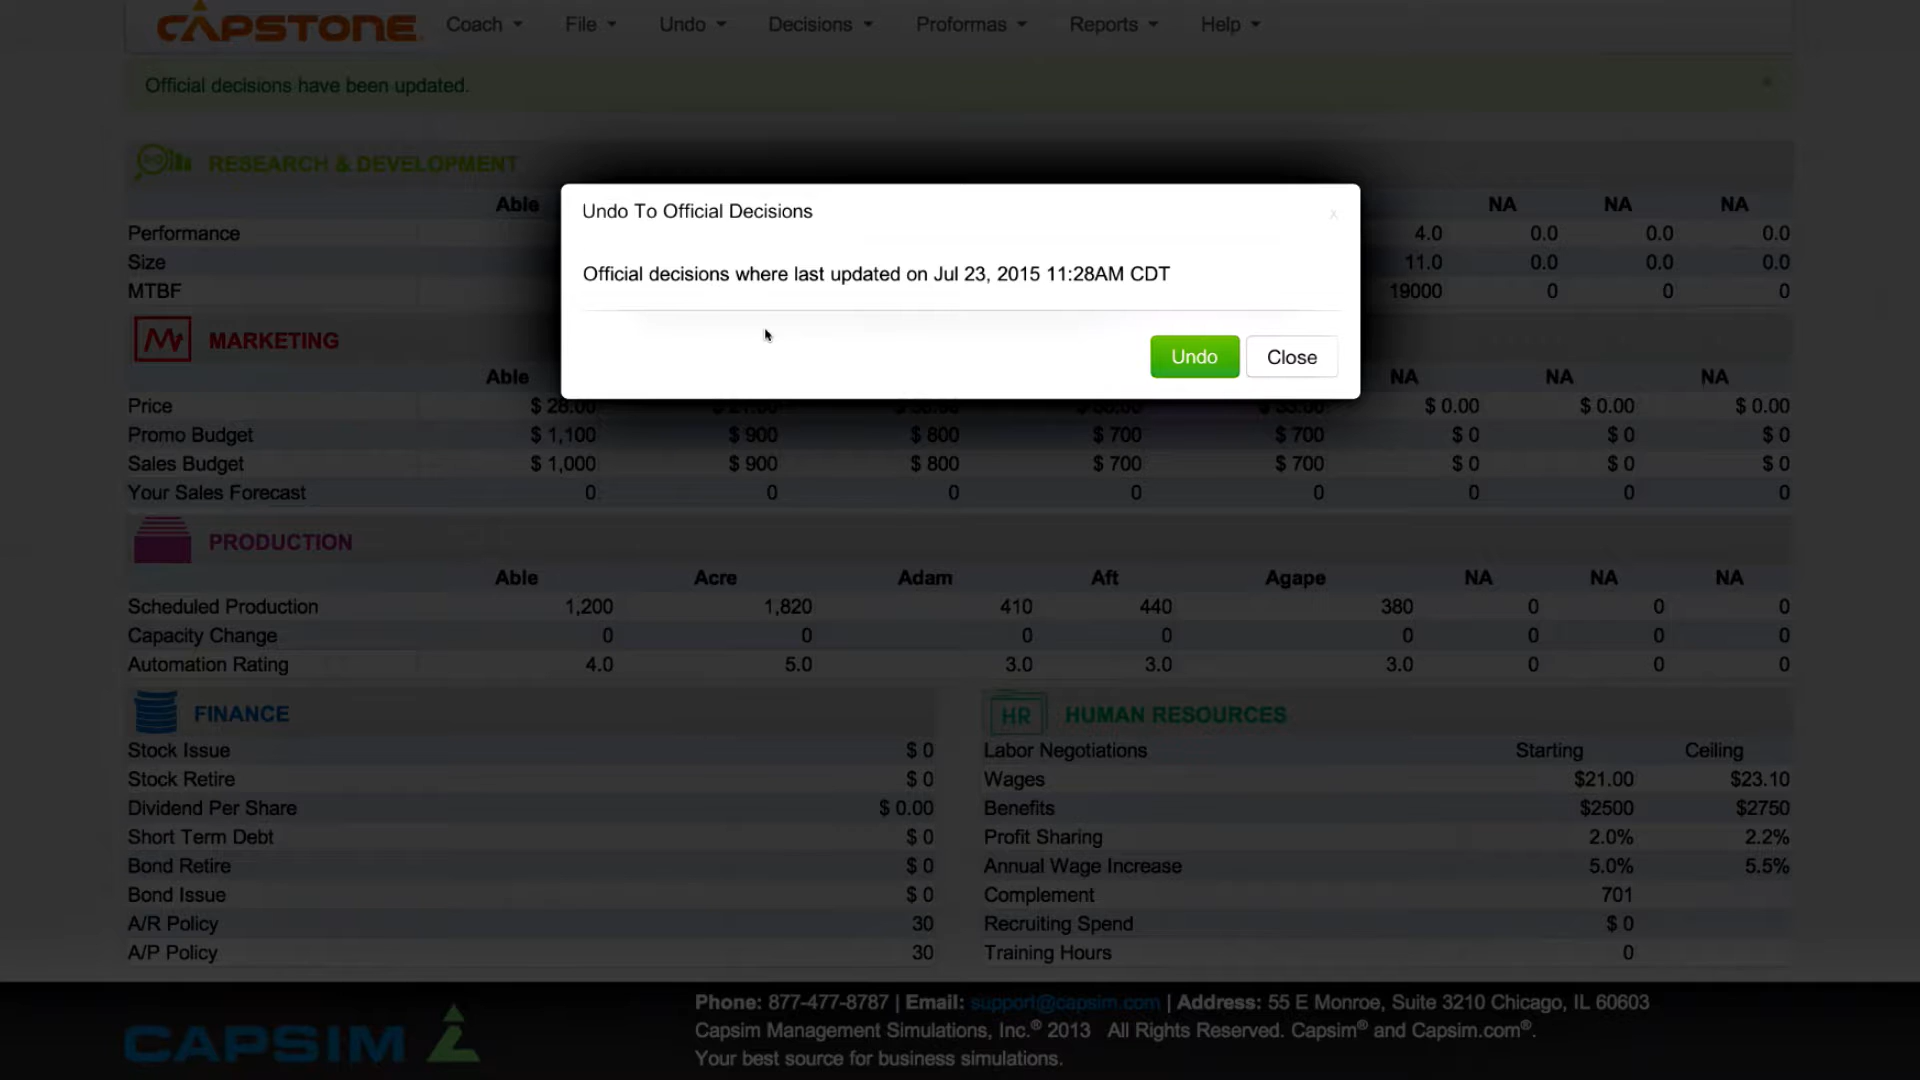 CAPSTONE Coach File Undo Decisions Proformas Reports Help
Official decisions have been updated. ×
RESEARCH & DEVELOPMENT
Able NA NA NA
Performance 4.0 0.0 0.0 0.0
Size 11.0 0.0 0.0 0.0
MTBF 19000 0 0 0
Undo To Official Decisions x
Official decisions where last updated on Jul 23, 2015 11:28AM CDT
Undo Close
MARKETING
Able NA NA NA
Price $ 28.00 $ 0.00 $ 0.00 $ 0.00
Promo Budget $ 1,100 $ 900 $ 800 $ 700 $ 700 $ 0 $ 0 $ 0
Sales Budget $ 1,000 $ 900 $ 800 $ 700 $ 700 $ 0 $ 0 $ 0
Your Sales Forecast 0 0 0 0 0 0 0 0
PRODUCTION
Able Acre Adam Aft Agape NA NA NA
Scheduled Production 1,200 1,820 410 440 380 0 0 0
Capacity Change 0 0 0 0 0 0 0 0
Automation Rating 4.0 5.0 3.0 3.0 3.0 0 0 0
FINANCE
Stock Issue $ 0
Stock Retire $ 0
Dividend Per Share $ 0.00
Short Term Debt $ 0
Bond Retire $ 0
Bond Issue $ 0
A/R Policy 30
A/P Policy 30
HR HUMAN RESOURCES
Labor Negotiations Starting Ceiling
Wages $21.00 $23.10
Benefits $2500 $2750
Profit Sharing 2.0% 2.2%
Annual Wage Increase 5.0% 5.5%
Complement 701
Recruiting Spend $ 0
Training Hours 0
CAPSIM
Phone: 877-477-8787 | Email: support@capsim.com | Address: 55 E Monroe, Suite 3210 Chicago, IL 60603
Capsim Management Simulations, Inc.® 2013 All Rights Reserved. Capsim® and Capsim.com®.
Your best source for business simulations.